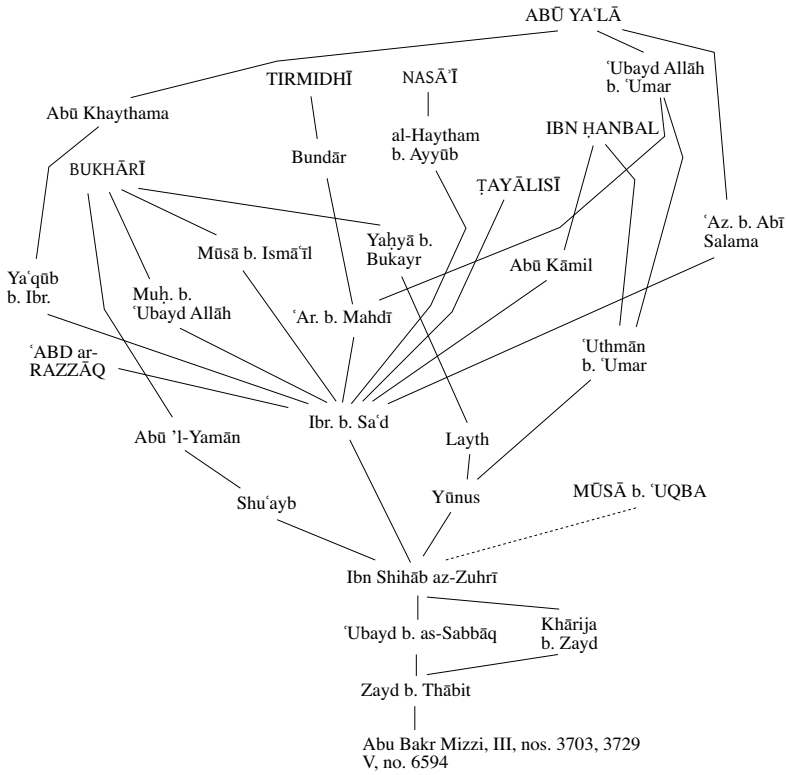 ABŪ YAʿLĀ
TIRMIDHĪ
NASĀʾĪ
ʿUbayd Allāh
b. ʿUmar
Abū Khaythama
al-Haytham
b. Ayyūb
IBN ḤANBAL
Bundār
BUKHĀRĪ
ṬAYĀLISĪ
Mūsā b. Ismāʿīl
Yaḥyā b.
Bukayr
ʿAz. b. Abī
Salama
Abū Kāmil
Yaʿqūb
b. Ibr.
Muḥ. b.
ʿUbayd Allāh
ʿAr. b. Mahdī
ʿABD ar-
RAZZĀQ
ʿUthmān
b. ʿUmar
Ibr. b. Saʿd
Abū ’l-Yamān
Layth
Shuʿayb
Yūnus
MŪSĀ b. ʿUQBA
Ibn Shihāb az-Zuhrī
ʿUbayd b. as-Sabbāq
Khārija
b. Zayd
Zayd b. Thābit
Abu Bakr Mizzi, III, nos. 3703, 3729
V, no. 6594